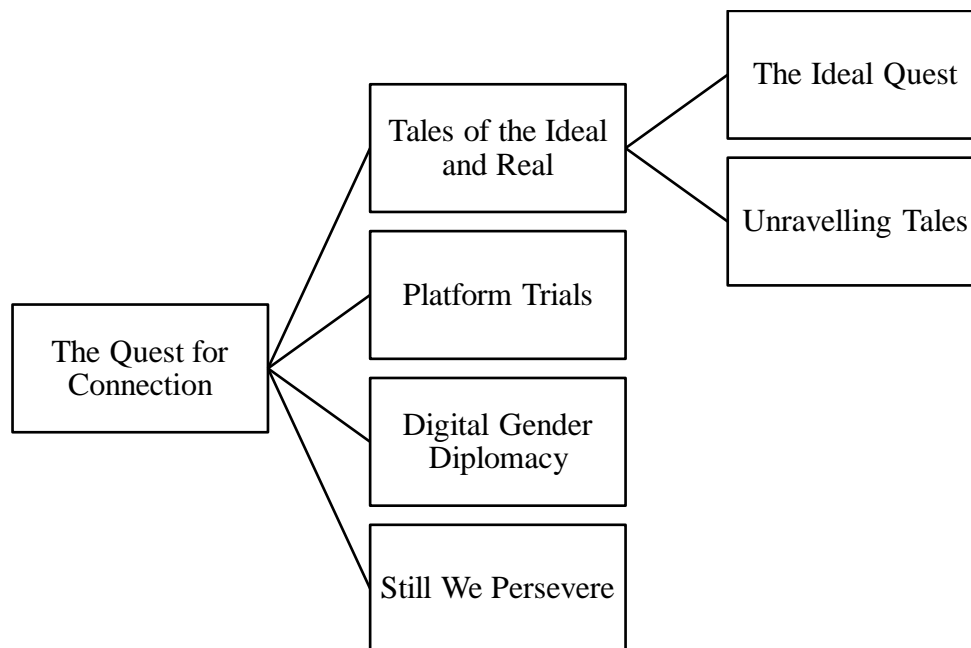 The Quest for
Connection
Tales of the Ideal
and Real
Platform Trials
Digital Gender
Diplomacy
Still We Persevere
The Ideal Quest
Unravelling Tales